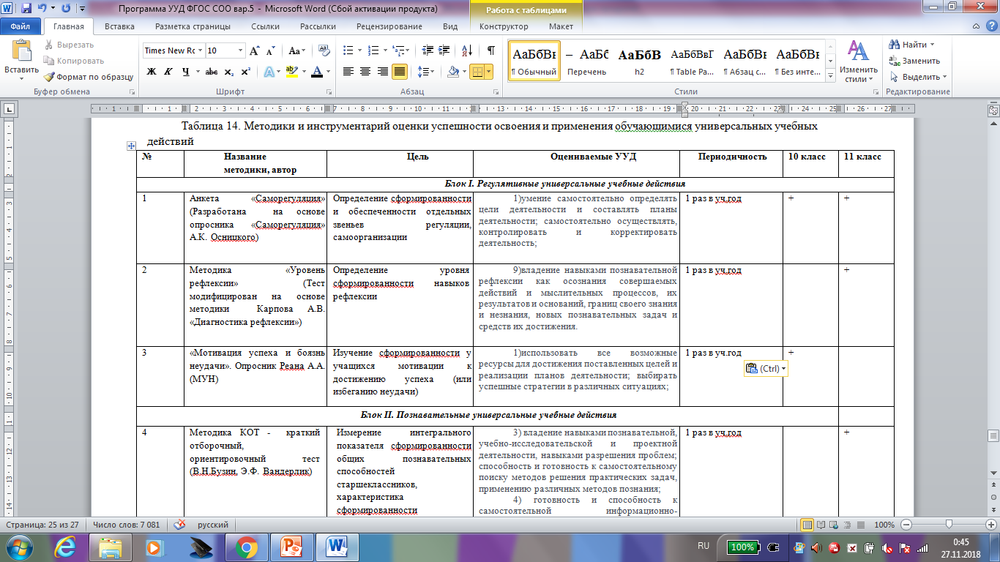 Программа УУД ФГОС СОО вар.5 - Microsoft Word (Сбой активации продукта)
Работа с таблицами
Файл Главная Вставка Разметка страницы Ссылки Рассылки Рецензирование Вид Конструктор Макет
Вставить
Вырезать
Копировать
Формат по образцу
Буфер обмена
Times New Ro 10
Ж К Ч abc x₂ x²
Шрифт
Абзац
АаБбВв АаБб АаБбВ АаБбВвГ АаБбВв АаБбВв
¶ Обычный Перечень h2 ¶ Table Pa... ¶ Абзац с... ¶ Без инте...
Стили
Изменить
стили
Найти
Заменить
Выделить
Редактирование
Таблица 14. Методики и инструментарий оценки успешности освоения и применения обучающимися универсальных учебных
действий
№
Название
методики, автор
Цель
Оцениваемые УУД
Периодичность
10 класс
11 класс
Блок I. Регулятивные универсальные учебные действия
1
Анкета «Саморегуляция»
(Разработана на основе
опросника «Саморегуляция»
А.К. Осницкого)
Определение сформированности
и обеспеченности отдельных
звеньев регуляции,
самоорганизации
1)умение самостоятельно определять
цели деятельности и составлять планы
деятельности; самостоятельно осуществлять,
контролировать и корректировать
деятельность;
1 раз в уч.год
+
+
2
Методика «Уровень
рефлексии» (Тест
модифицирован на основе
методики Карпова А.В.
«Диагностика рефлексии»)
Определение уровня
сформированности навыков
рефлексии
9)владение навыками познавательной
рефлексии как осознания совершаемых
действий и мыслительных процессов, их
результатов и оснований, границ своего знания
и незнания, новых познавательных задач и
средств их достижения.
1 раз в уч.год
+
3
«Мотивация успеха и боязнь
неудачи». Опросник Реана А.А.
(МУН)
Изучение сформированности у
учащихся мотивации к
достижению успеха (или
избеганию неудачи)
1)использовать все возможные
ресурсы для достижения поставленных целей и
реализации планов деятельности; выбирать
успешные стратегии в различных ситуациях;
1 раз в уч.год
+
(Ctrl)
Блок II. Познавательные универсальные учебные действия
4
Методика КОТ - краткий
отборочный,
ориентировочный тест
(В.Н.Бузин, Э.Ф. Вандерлик)
Измерение интегрального
показателя сформированности
общих познавательных
способностей
старшеклассников,
характеристика
сформированности
3) владение навыками познавательной,
учебно-исследовательской и проектной
деятельности, навыками разрешения проблем;
способность и готовность к самостоятельному
поиску методов решения практических задач,
применению различных методов познания;
4) готовность и способность к
самостоятельной информационно-
1 раз в уч.год
+
Страница: 25 из 27 Число слов: 7 081 русский 100%
RU 100% 0:45
27.11.2018